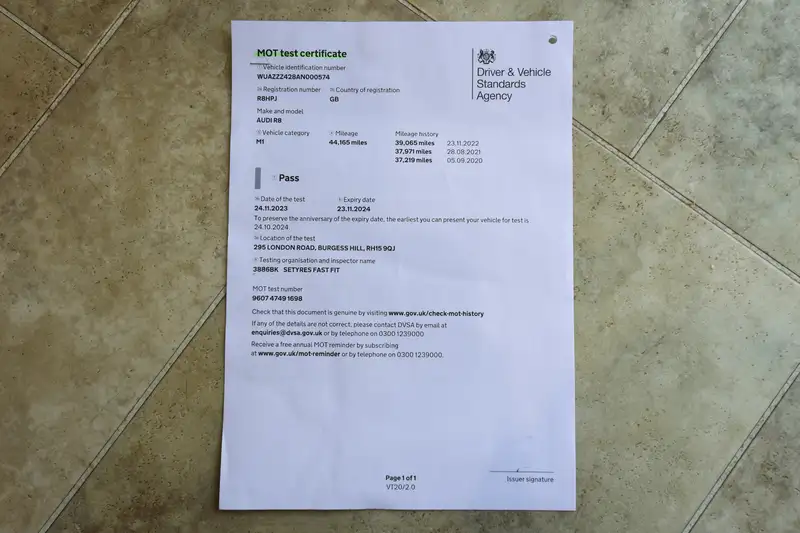 MOT test certificate
Driver & Vehicle
Standards
Agency
Vehicle identification number
WUAZZZ428AN000574
Registration number Country of registration
R8HPJ GB
Make and model
AUDI R8
Vehicle category Mileage Mileage history
M1 44,165 miles 39,065 miles 23.11.2022
37,971 miles 28.08.2021
37,219 miles 05.09.2020
Pass
Date of the test Expiry date
24.11.2023 23.11.2024
To preserve the anniversary of the expiry date, the earliest you can present your vehicle for test is
24.10.2024
Location of the test
295 LONDON ROAD, BURGESS HILL, RH15 9QJ
Testing organisation and inspector name
3886BK SETYRES FAST FIT
MOT test number
9607 4749 1698
Check that this document is genuine by visiting www.gov.uk/check-mot-history
If any of the details are not correct, please contact DVSA by email at
enquiries@dvsa.gov.uk or by telephone on 0300 1239000
Receive a free annual MOT reminder by subscribing
at www.gov.uk/mot-reminder or by telephone on 0300 1239000.
Page 1 of 1
VT20/2.0
Issuer signature